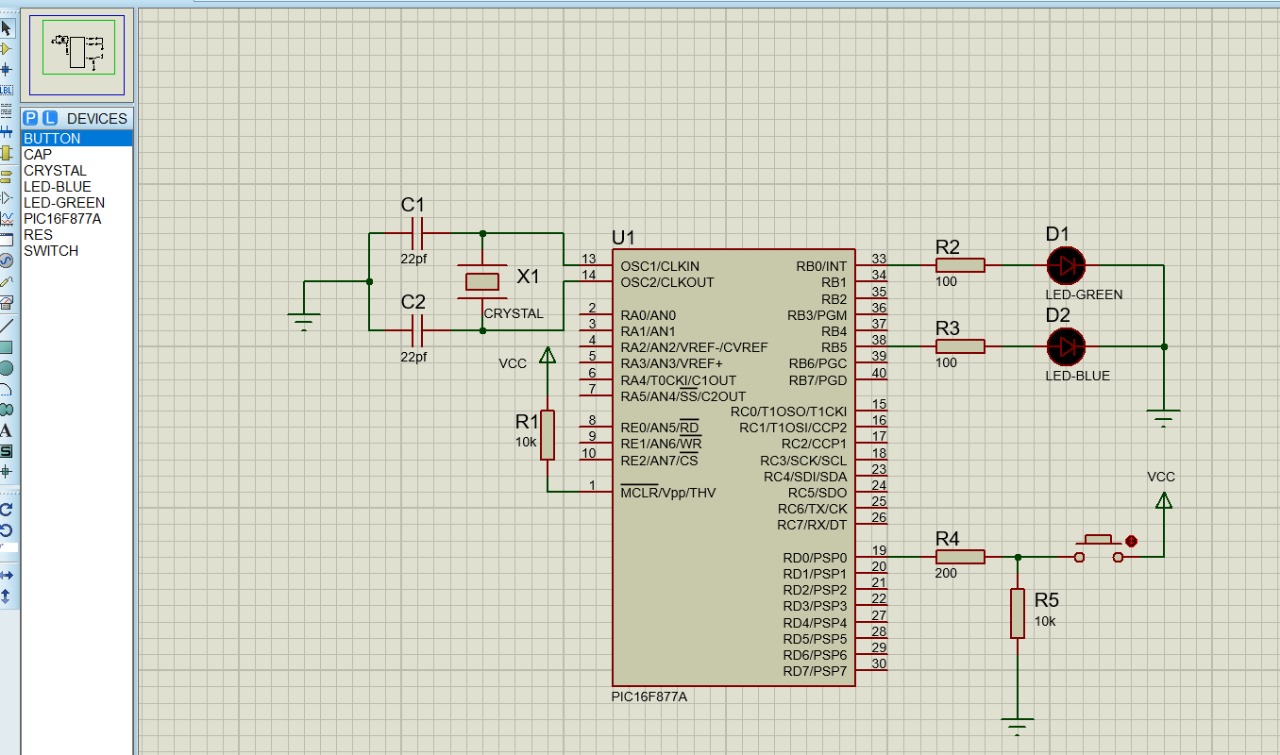 P L DEVICES
BUTTON
CAP
CRYSTAL
LED-BLUE
LED-GREEN
PIC16F877A
RES
SWITCH
LBL
A
S
C1
22pf
X1
CRYSTAL
C2
22pf
VCC
R1
10k
U1
13 OSC1/CLKIN
14 OSC2/CLKOUT
2 RA0/AN0
3 RA1/AN1
4 RA2/AN2/VREF-/CVREF
5 RA3/AN3/VREF+
6 RA4/T0CKI/C1OUT
7 RA5/AN4/SS/C2OUT
8 RE0/AN5/RD
9 RE1/AN6/WR
10 RE2/AN7/CS
1 MCLR/Vpp/THV
RB0/INT 33
RB1 34
RB2 35
RB3/PGM 36
RB4 37
RB5 38
RB6/PGC 39
RB7/PGD 40
RC0/T1OSO/T1CKI 15
RC1/T1OSI/CCP2 16
RC2/CCP1 17
RC3/SCK/SCL 18
RC4/SDI/SDA 23
RC5/SDO 24
RC6/TX/CK 25
RC7/RX/DT 26
RD0/PSP0 19
RD1/PSP1 20
RD2/PSP2 21
RD3/PSP3 22
RD4/PSP4 27
RD5/PSP5 28
RD6/PSP6 29
RD7/PSP7 30
PIC16F877A
R2
100
D1
LED-GREEN
R3
100
D2
LED-BLUE
VCC
R4
200
R5
10k